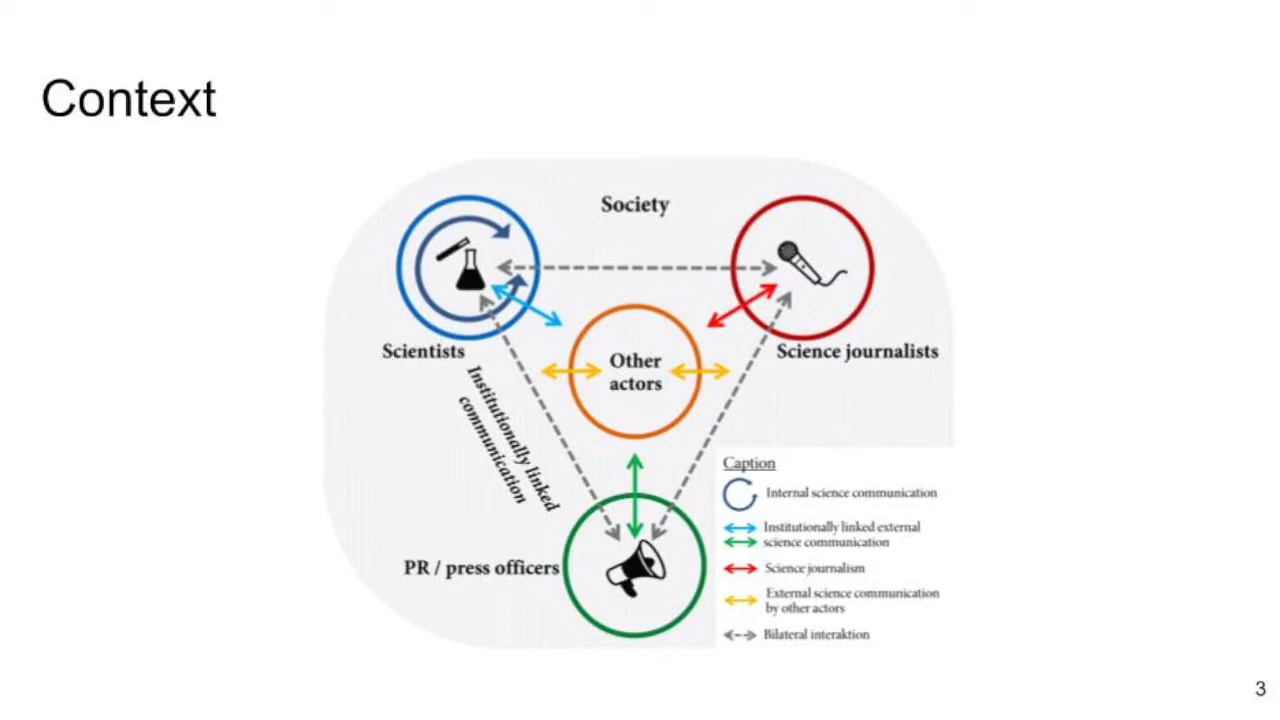 Context
Society
Scientists
Science journalists
Other
actors
Institutionally linked
communication
PR / press officers
Caption
Internal science communication
Institutionally linked external
science communication
Science journalism
External science communication
by other actors
Bilateral interaktion
3